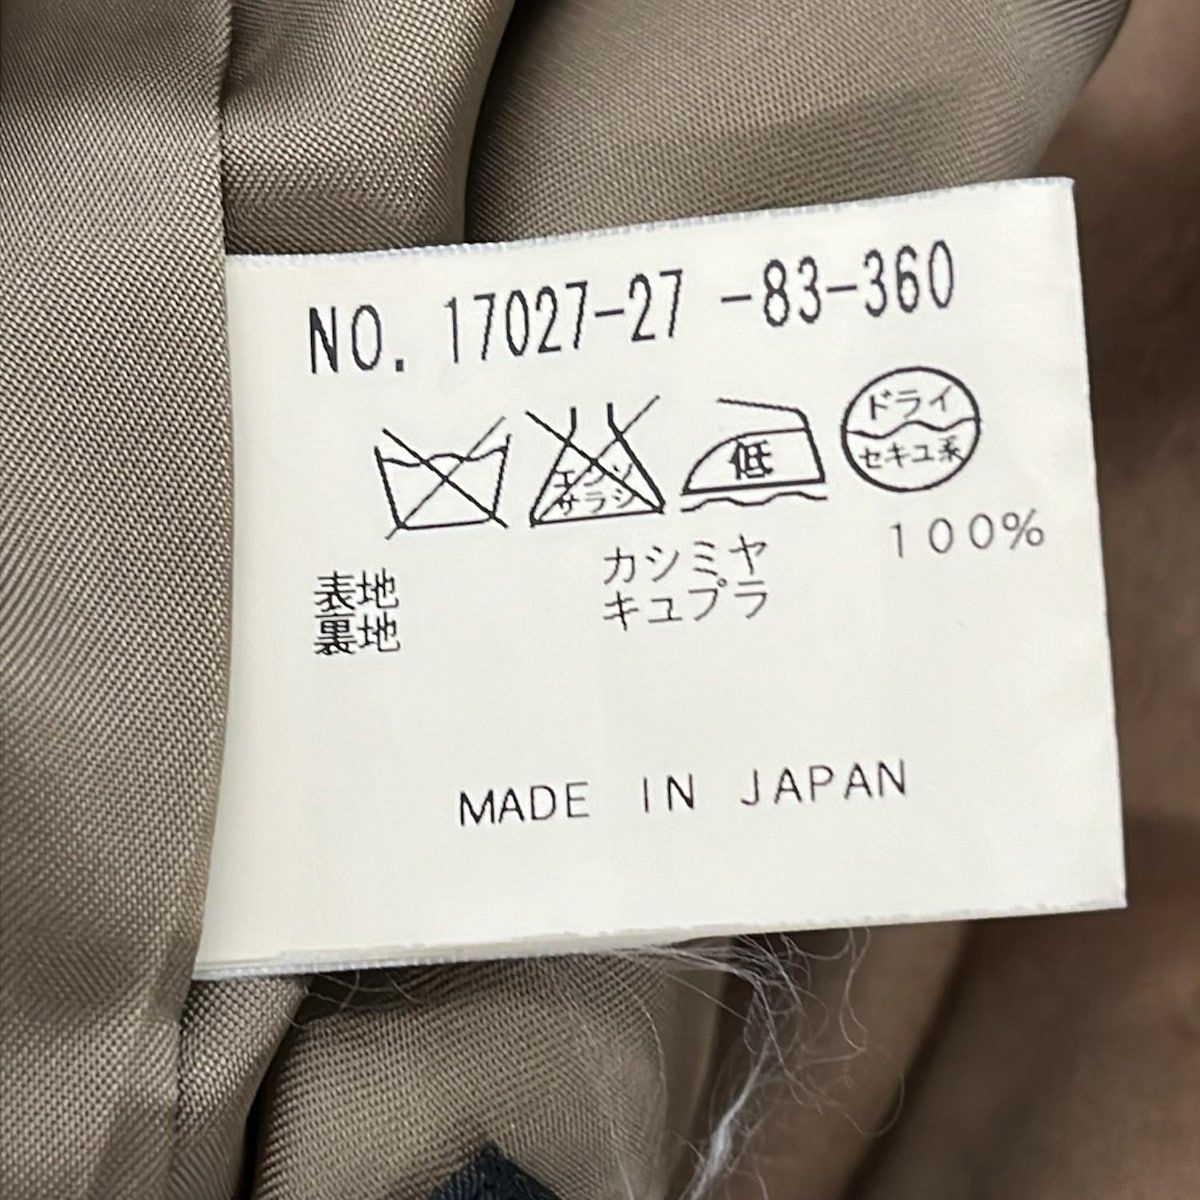 NO. 17027-27 -83-360
エンソ
サラシ
低
ドライ
セキユ系
表地 カシミヤ 100%
裏地 キュプラ
MADE IN JAPAN